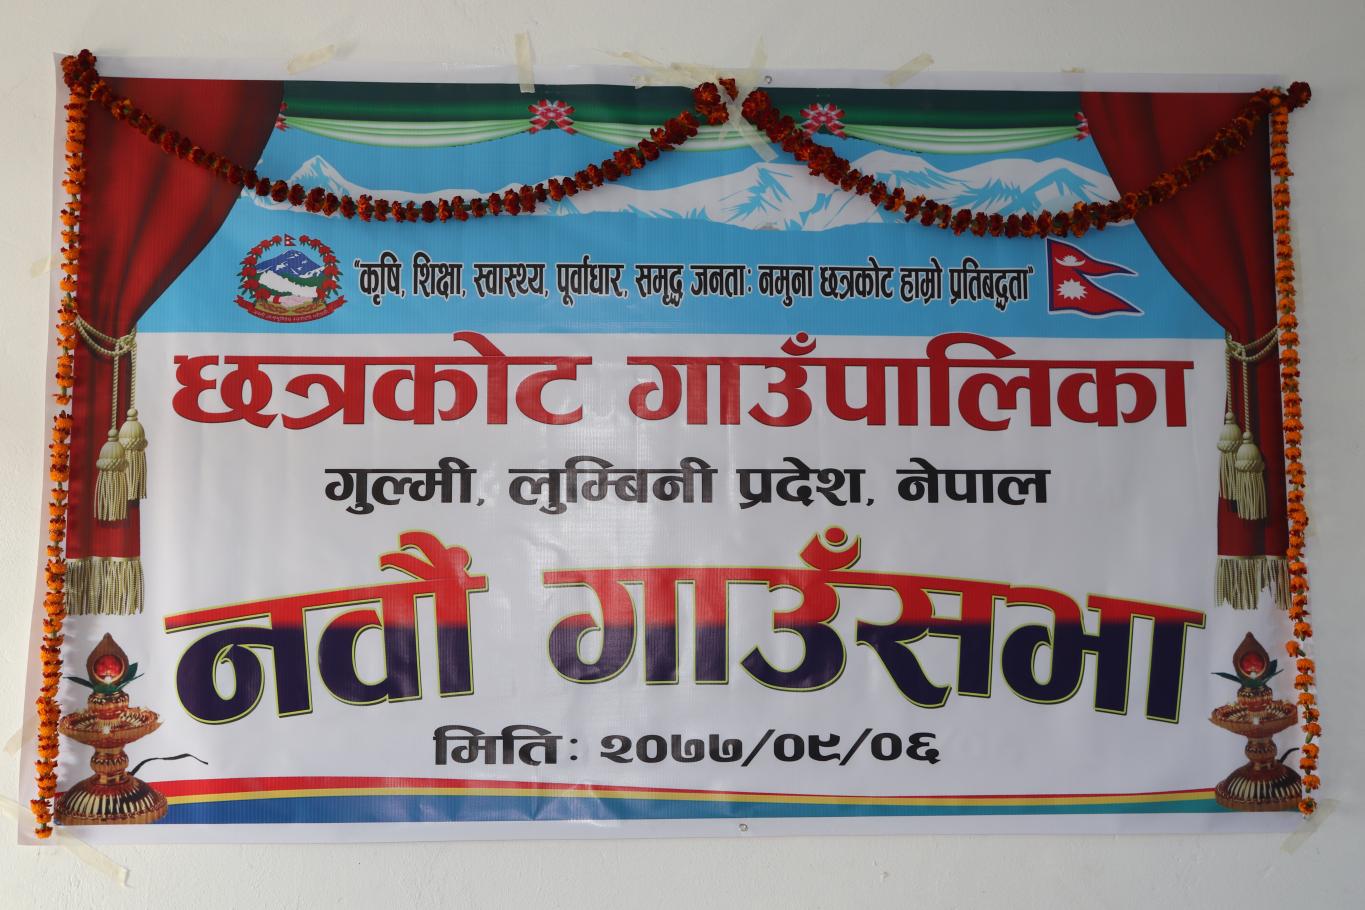 "कृषि, शिक्षा, स्वास्थ्य, पूर्वाधार, समृद्ध जनताः नमुना छत्रकोट हाम्रो प्रतिबद्धता"
छत्रकोट गाउँपालिका
गुल्मी, लुम्बिनी प्रदेश, नेपाल
नवौ गाउँसभा
मितिः २०७७/०९/०६